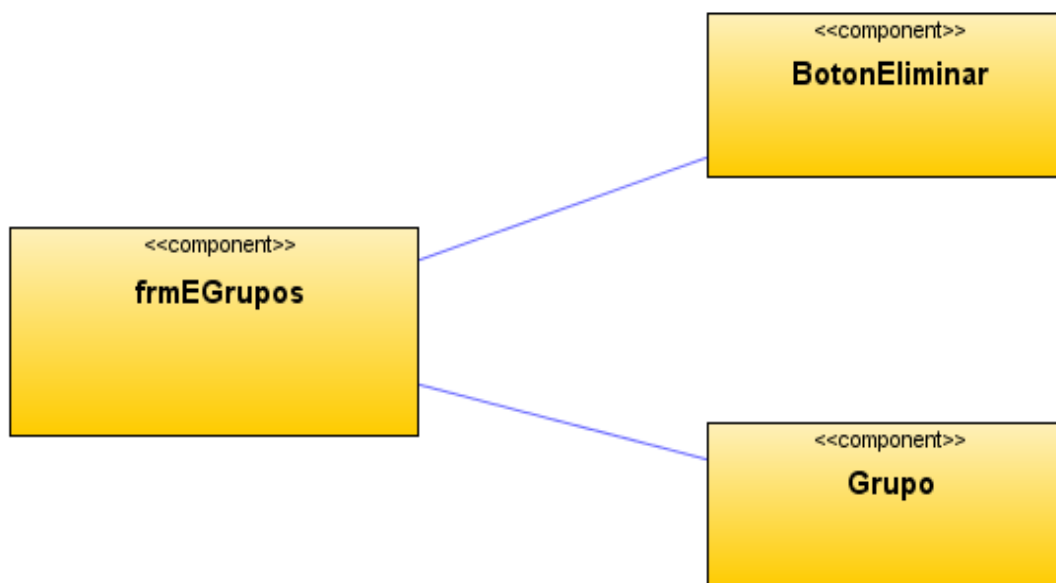 <<component>>
BotonEliminar
<<component>>
frmEGrupos
<<component>>
Grupo